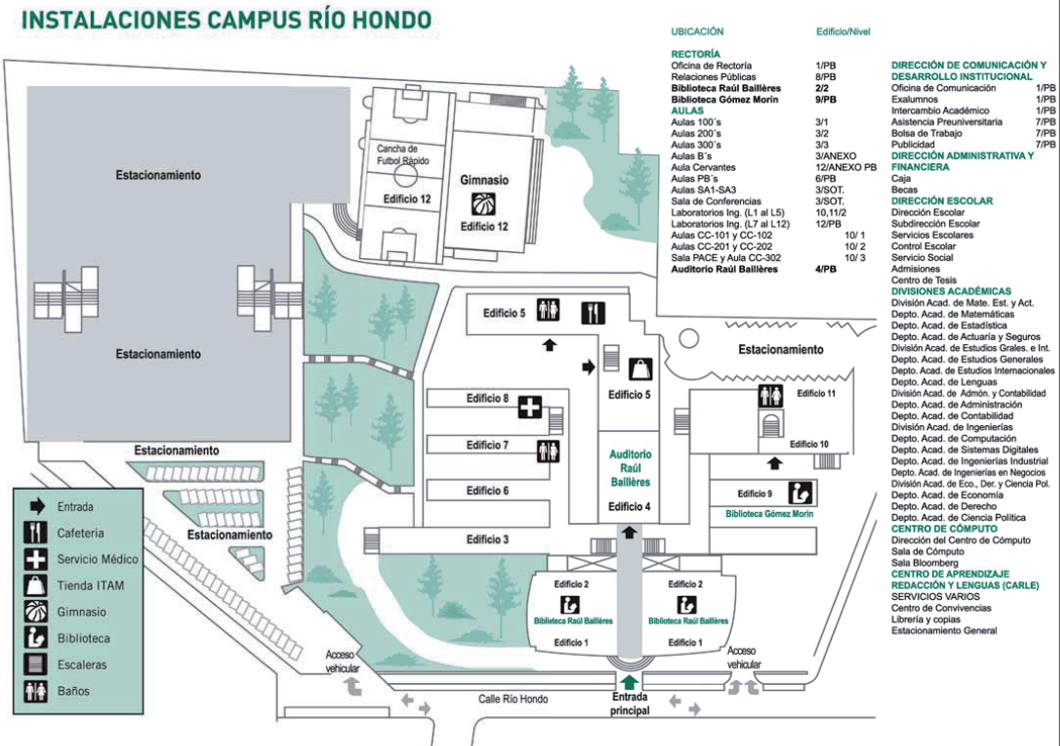 INSTALACIONES CAMPUS RÍO HONDO
UBICACIÓN Edificio/Nivel
RECTORÍA
Oficina de Rectoría 1/PB
Relaciones Públicas 8/PB
Biblioteca Raúl Baillères 2/2
Biblioteca Gómez Morín 9/PB
AULAS
Aulas 100´s 3/1
Aulas 200´s 3/2
Aulas 300´s 3/3
Aulas B´s 3/ANEXO
Aula Cervantes 12/ANEXO PB
Aulas PB´s 6/PB
Aulas SA1-SA3 3/SOT.
Sala de Conferencias 3/SOT.
Laboratorios Ing. (L1 al L5) 10,11/2
Laboratorios Ing. (L7 al L12) 12/PB
Aulas CC-101 y CC-102 10/ 1
Aulas CC-201 y CC-202 10/ 2
Sala PACE y Aula CC-302 10/ 3
Auditorio Raúl Baillères 4/PB
DIRECCIÓN DE COMUNICACIÓN Y
DESARROLLO INSTITUCIONAL
Oficina de Comunicación 1/PB
Exalumnos 1/PB
Intercambio Académico 1/PB
Asistencia Preuniversitaria 7/PB
Bolsa de Trabajo 7/PB
Publicidad 7/PB
DIRECCIÓN ADMINISTRATIVA Y
FINANCIERA
Caja
Becas
DIRECCIÓN ESCOLAR
Dirección Escolar
Subdirección Escolar
Servicios Escolares
Control Escolar
Servicio Social
Admisiones
Centro de Tesis
DIVISIONES ACADÉMICAS
División Acad. de Mate. Est. y Act.
Depto. Acad. de Matemáticas
Depto. Acad. de Estadística
Depto. Acad. de Actuaría y Seguros
División Acad. de Estudios Grales. e Int.
Depto. Acad. de Estudios Generales
Depto. Acad. de Estudios Internacionales
Depto. Acad. de Lenguas
División Acad. de Admón. y Contabilidad
Depto. Acad. de Administración
Depto. Acad. de Contabilidad
División Acad. de Ingenierías
Depto. Acad. de Computación
Depto. Acad. de Sistemas Digitales
Depto. Acad. de Ingenierías Industrial
Depto. Acad. de Ingenierías en Negocios
División Acad. de Eco., Der. y Ciencia Pol.
Depto. Acad. de Economía
Depto. Acad. de Derecho
Depto. Acad. de Ciencia Política
CENTRO DE CÓMPUTO
Dirección del Centro de Cómputo
Sala de Cómputo
Sala Bloomberg
CENTRO DE APRENDIZAJE
REDACCIÓN Y LENGUAS (CARLE)
SERVICIOS VARIOS
Centro de Convivencias
Librería y copias
Estacionamiento General
Estacionamiento
Cancha de
Futbol Rápido
Edificio 12
Gimnasio
Edificio 12
Estacionamiento
Edificio 5
Estacionamiento
Edificio 5
Edificio 11
Edificio 8
Edificio 10
Edificio 7
Auditorio
Raúl
Baillères
Edificio 4
Edificio 6
Edificio 9
Biblioteca Gómez Morín
Edificio 3
Estacionamiento
Estacionamiento
Edificio 2
Biblioteca Raúl Baillères
Edificio 1
Edificio 2
Biblioteca Raúl Baillères
Edificio 1
Entrada
Cafetería
Servicio Médico
Tienda ITAM
Gimnasio
Biblioteca
Escaleras
Baños
Acceso
vehicular
Acceso
vehicular
Calle Río Hondo
Entrada
principal